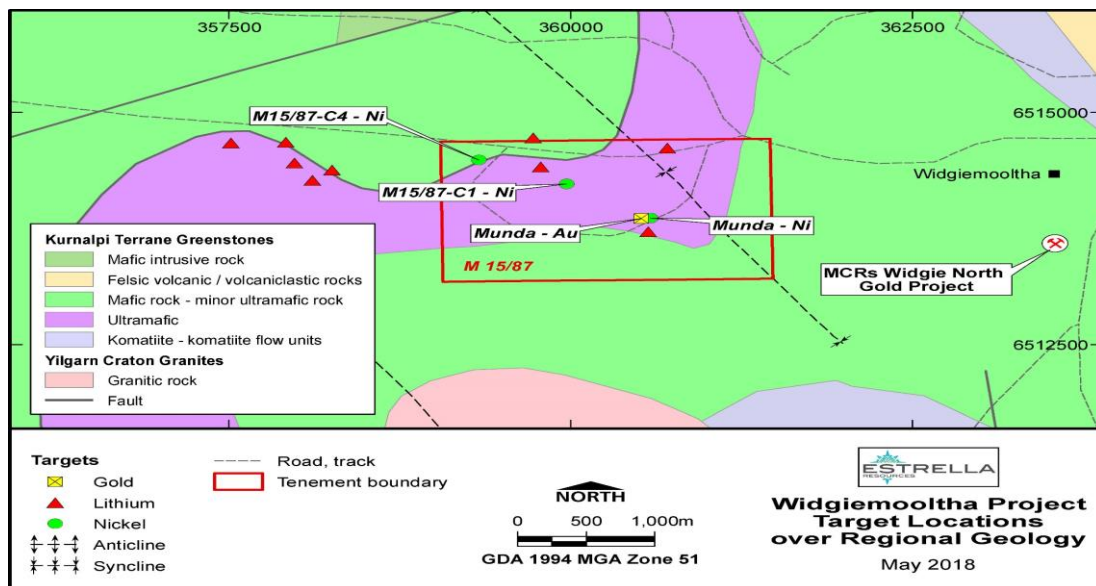 357500
360000
362500
M15/87-C4 - Ni
6515000
Widgiemooltha
M15/87-C1 - Ni
Munda - Au
Munda - Ni
M 15/87
MCRs Widgie North
Gold Project
6512500
Kurnalpi Terrane Greenstones
Mafic intrusive rock
Felsic volcanic / volcaniclastic rocks
Mafic rock - minor ultramafic rock
Ultramafic
Komatiite - komatiite flow units
Yilgarn Craton Granites
Granitic rock
Fault
Targets
Gold
Lithium
Nickel
Anticline
Syncline
Road, track
Tenement boundary
NORTH
0 500 1,000m
GDA 1994 MGA Zone 51
ESTRELLA
RESOURCES
Widgiemooltha Project
Target Locations
over Regional Geology
May 2018